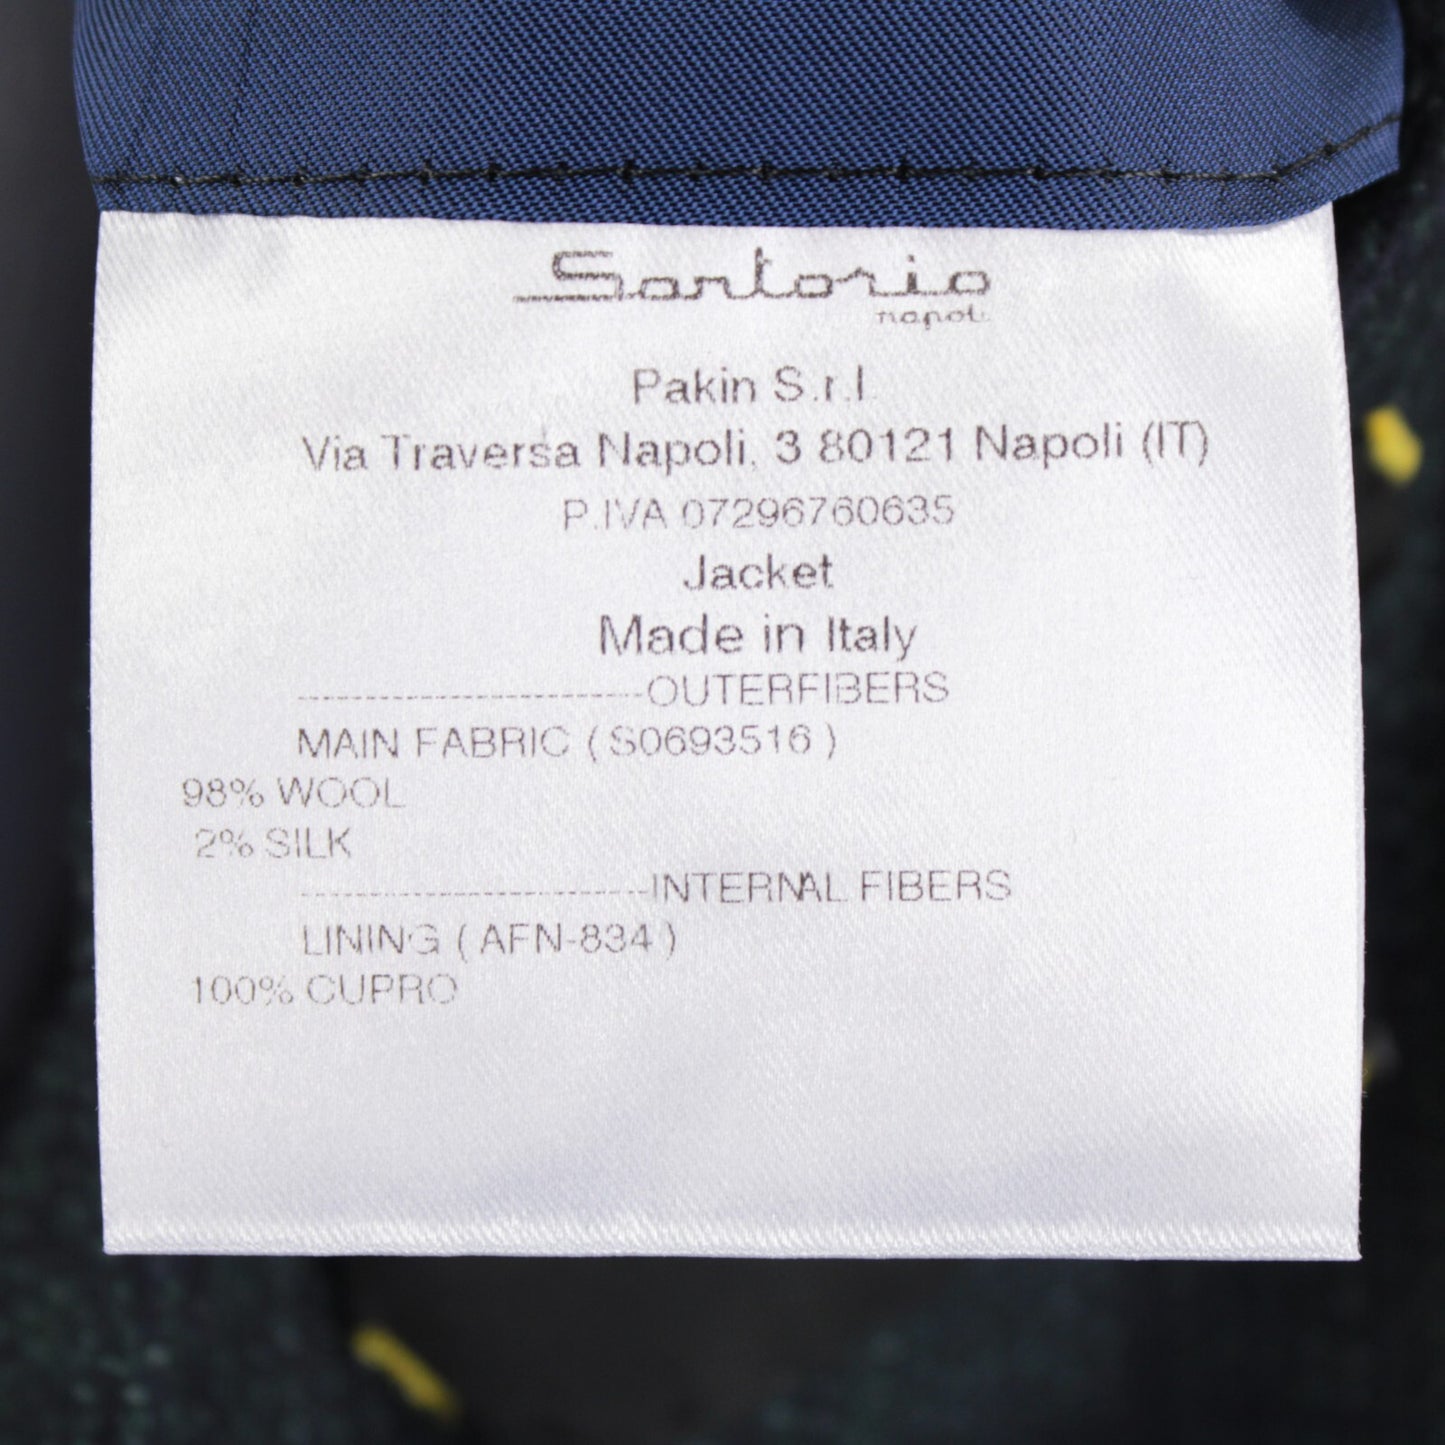 Sartorio
napoli
Pakin S.r.l.
Via Traversa Napoli, 3 80121 Napoli (IT)
P.IVA 07296760635
Jacket
Made in Italy
------------------------OUTERFIBERS
MAIN FABRIC ( S0693516 )
98% WOOL
2% SILK
------------------------INTERNAL FIBERS
LINING ( AFN-834 )
100% CUPRO